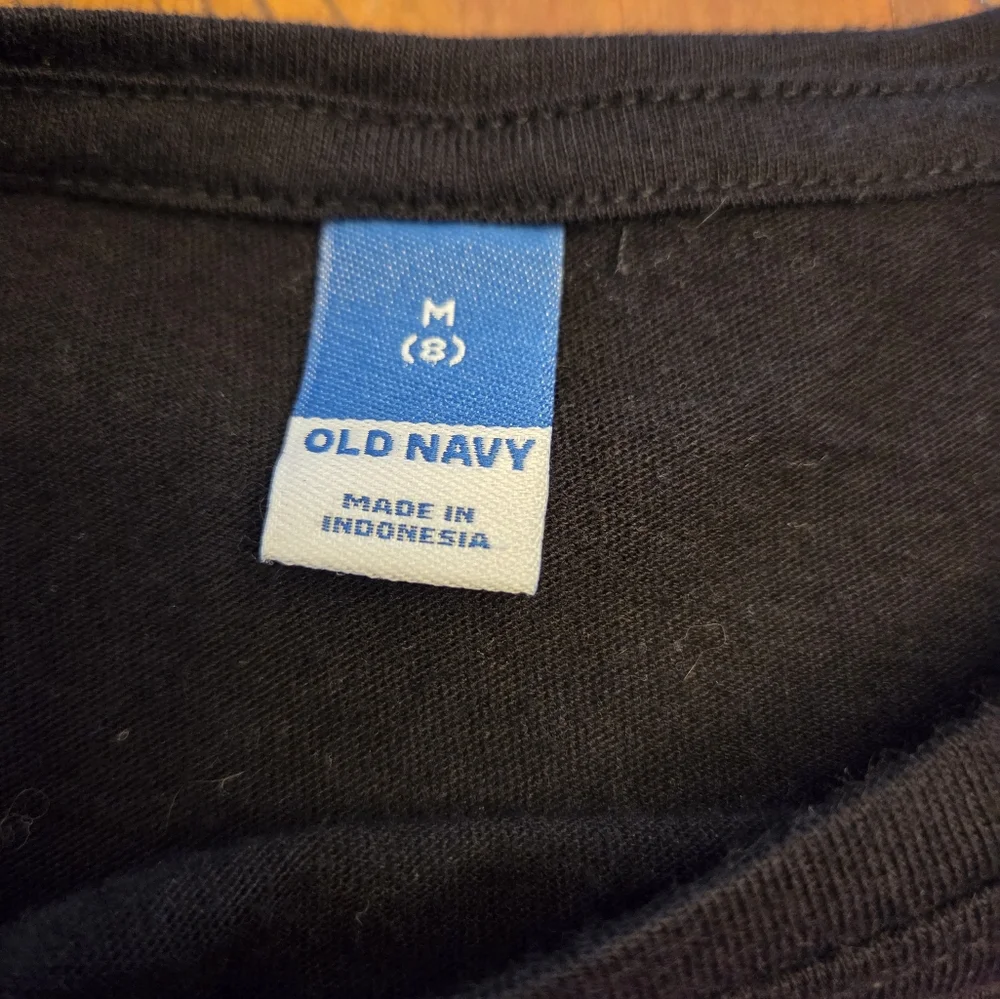 M
(8)
OLD NAVY
MADE IN
INDONESIA